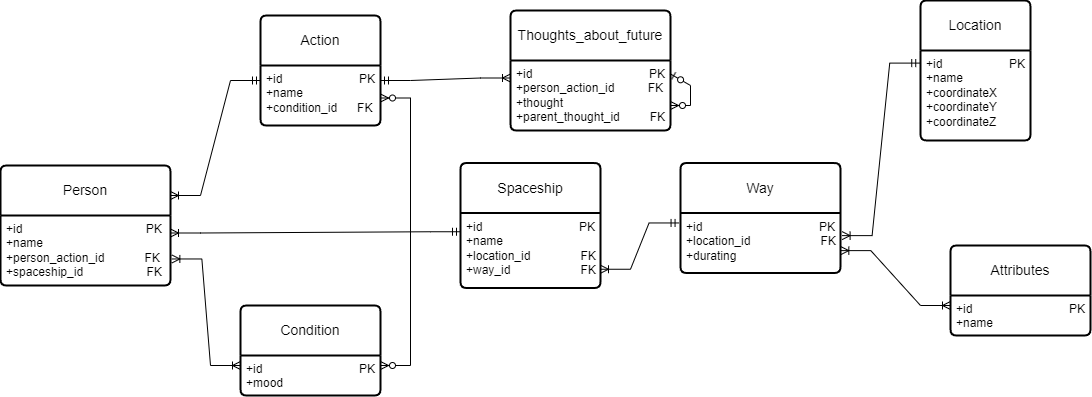 Action
+id PK
+name
+condition_id FK
Thoughts_about_future
+id PK
+person_action_id FK
+thought
+parent_thought_id FK
Location
+id PK
+name
+coordinateX
+coordinateY
+coordinateZ
Person
+id PK
+name
+person_action_id FK
+spaceship_id FK
Spaceship
+id PK
+name
+location_id FK
+way_id FK
Way
+id PK
+location_id FK
+durating
Attributes
+id PK
+name
Condition
+id PK
+mood